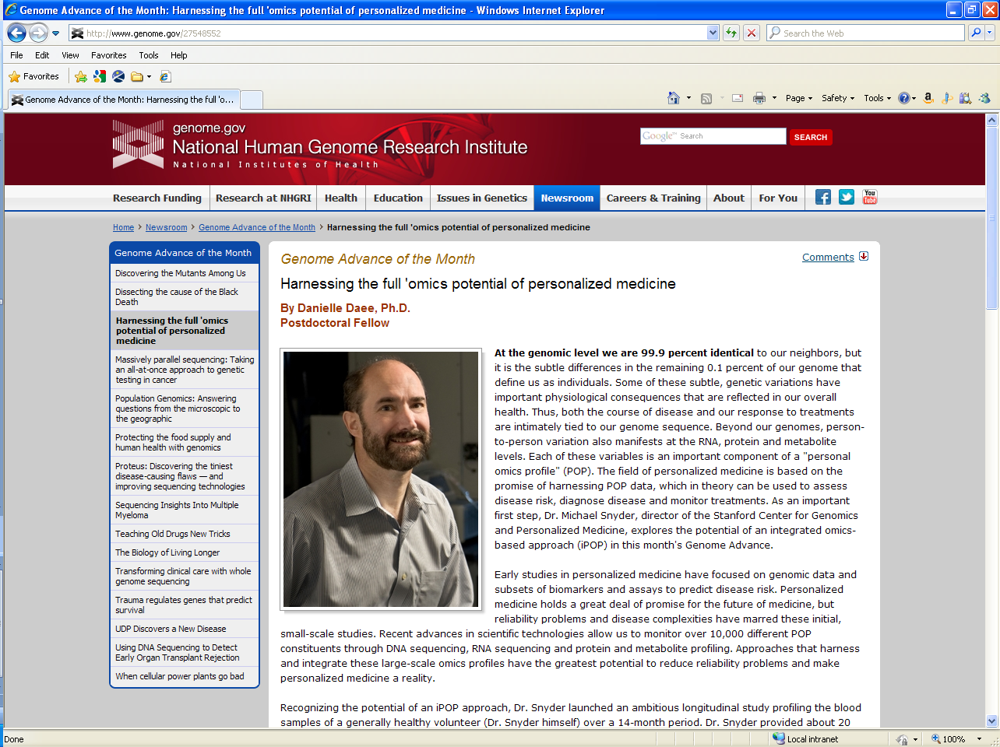 Genome Advance of the Month: Harnessing the full 'omics potential of personalized medicine - Windows Internet Explorer
http://www.genome.gov/27548552
Search the Web
File Edit View Favorites Tools Help
Favorites
Genome Advance of the Month: Harnessing the full 'o...
Page Safety Tools
genome.gov
National Human Genome Research Institute
National Institutes of Health
Google™ Search
SEARCH
Research Funding Research at NHGRI Health Education Issues in Genetics Newsroom Careers & Training About For You
You Tube
Home › Newsroom › Genome Advance of the Month › Harnessing the full 'omics potential of personalized medicine
Genome Advance of the Month
Discovering the Mutants Among Us
Dissecting the cause of the Black
Death
Harnessing the full 'omics
potential of personalized
medicine
Massively parallel sequencing: Taking
an all-at-once approach to genetic
testing in cancer
Population Genomics: Answering
questions from the microscopic to
the geographic
Protecting the food supply and
human health with genomics
Proteus: Discovering the tiniest
disease-causing flaws — and
improving sequencing technologies
Sequencing Insights Into Multiple
Myeloma
Teaching Old Drugs New Tricks
The Biology of Living Longer
Transforming clinical care with whole
genome sequencing
Trauma regulates genes that predict
survival
UDP Discovers a New Disease
Using DNA Sequencing to Detect
Early Organ Transplant Rejection
When cellular power plants go bad
Genome Advance of the Month
Comments
Harnessing the full 'omics potential of personalized medicine
By Danielle Daee, Ph.D.
Postdoctoral Fellow
At the genomic level we are 99.9 percent identical to our neighbors, but
it is the subtle differences in the remaining 0.1 percent of our genome that
define us as individuals. Some of these subtle, genetic variations have
important physiological consequences that are reflected in our overall
health. Thus, both the course of disease and our response to treatments
are intimately tied to our genome sequence. Beyond our genomes, person-
to-person variation also manifests at the RNA, protein and metabolite
levels. Each of these variables is an important component of a "personal
omics profile" (POP). The field of personalized medicine is based on the
promise of harnessing POP data, which in theory can be used to assess
disease risk, diagnose disease and monitor treatments. As an important
first step, Dr. Michael Snyder, director of the Stanford Center for Genomics
and Personalized Medicine, explores the potential of an integrated omics-
based approach (iPOP) in this month's Genome Advance.
Early studies in personalized medicine have focused on genomic data and
subsets of biomarkers and assays to predict disease risk. Personalized
medicine holds a great deal of promise for the future of medicine, but
reliability problems and disease complexities have marred these initial,
small-scale studies. Recent advances in scientific technologies allow us to monitor over 10,000 different POP
constituents through DNA sequencing, RNA sequencing and protein and metabolite profiling. Approaches that harness
and integrate these large-scale omics profiles have the greatest potential to reduce reliability problems and make
personalized medicine a reality.
Recognizing the potential of an iPOP approach, Dr. Snyder launched an ambitious longitudinal study profiling the blood
samples of a generally healthy volunteer (Dr. Snyder himself) over a 14-month period. Dr. Snyder provided about 20
Done
Local intranet
100%